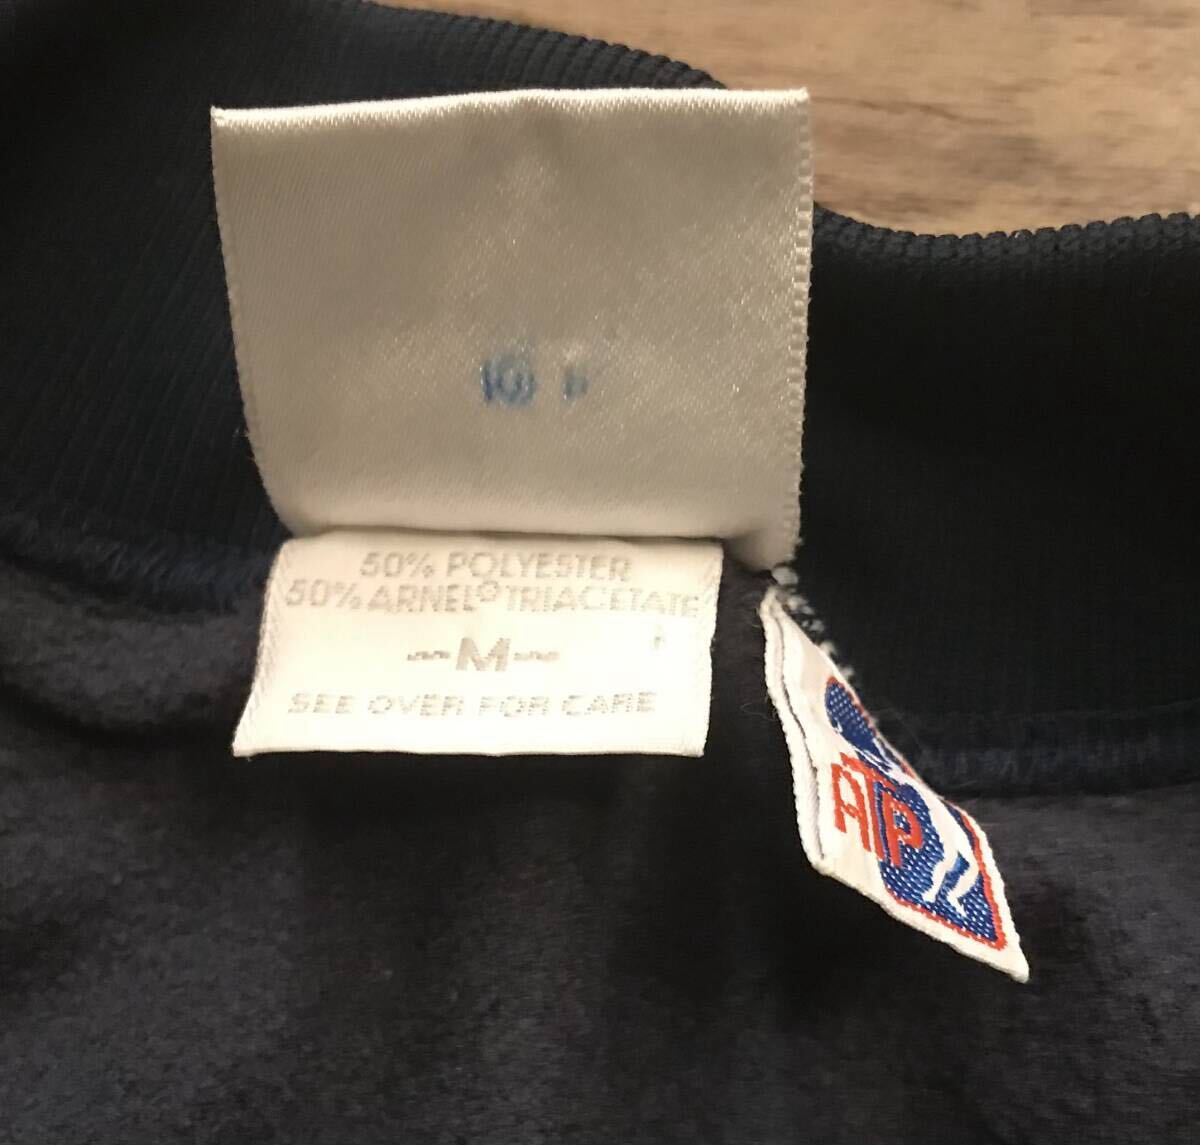 50% POLYESTER
50% ARNEL® TRIACETATE
-M-
SEE OVER FOR CARE
ATP